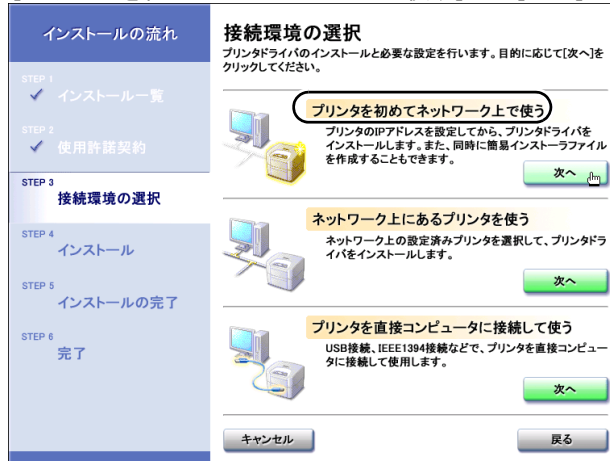 インストールの流れ
STEP 1
インストール一覧
STEP 2
使用許諾契約
STEP 3
接続環境の選択
STEP 4
インストール
STEP 5
インストールの完了
STEP 6
完了
接続環境の選択
プリンタドライバのインストールと必要な設定を行います。目的に応じて[次へ]を
クリックしてください。
プリンタを初めてネットワーク上で使う
プリンタのIPアドレスを設定してから、プリンタドライバを
インストールします。また、同時に簡易インストーラファイル
を作成することもできます。
次へ
ネットワーク上にあるプリンタを使う
ネットワーク上の設定済みプリンタを選択して、プリンタドラ
イバをインストールします。
次へ
プリンタを直接コンピュータに接続して使う
USB接続、IEEE1394接続などで、プリンタを直接コンピュー
タに接続して使用します。
次へ
キャンセル
戻る